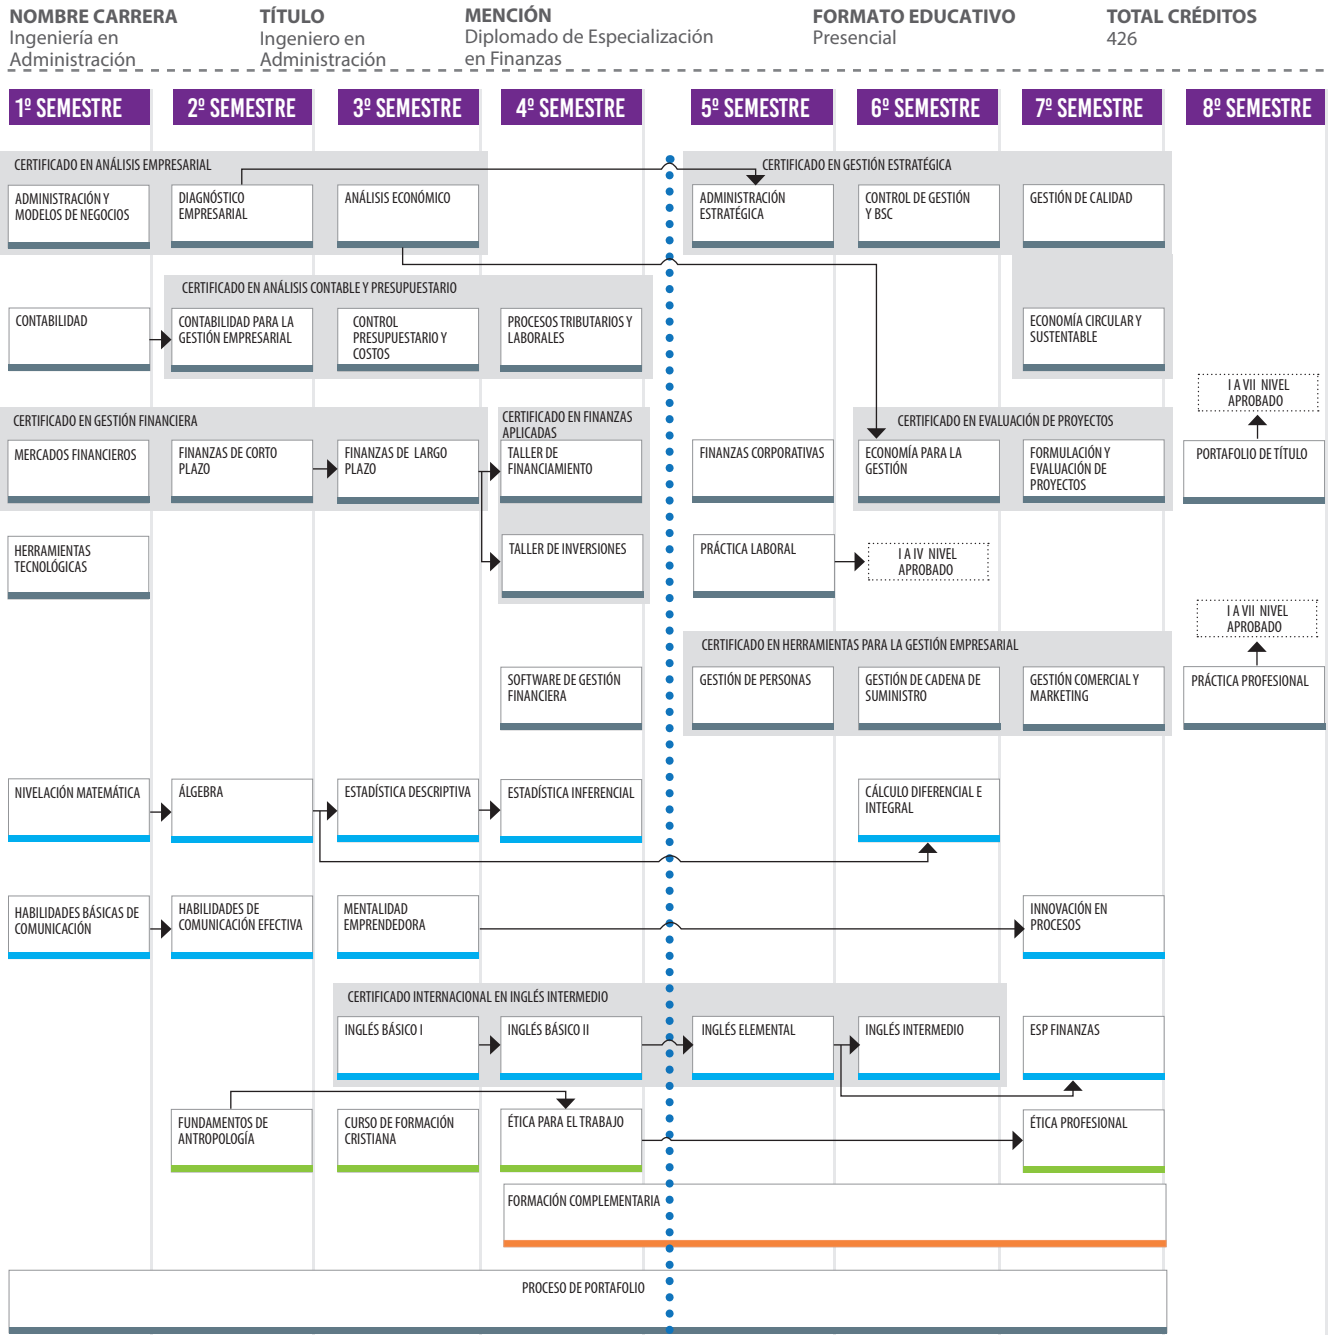 NOMBRE CARRERA
Ingeniería en
Administración
TÍTULO
Ingeniero en
Administración
MENCIÓN
Diplomado de Especialización
en Finanzas
FORMATO EDUCATIVO
Presencial
TOTAL CRÉDITOS
426
1º SEMESTRE
2º SEMESTRE
3º SEMESTRE
4º SEMESTRE
5º SEMESTRE
6º SEMESTRE
7º SEMESTRE
8º SEMESTRE
CERTIFICADO EN ANÁLISIS EMPRESARIAL
CERTIFICADO EN GESTIÓN ESTRATÉGICA
ADMINISTRACIÓN Y
MODELOS DE NEGOCIOS
DIAGNÓSTICO
EMPRESARIAL
ANÁLISIS ECONÓMICO
ADMINISTRACIÓN
ESTRATÉGICA
CONTROL DE GESTIÓN
Y BSC
GESTIÓN DE CALIDAD
CERTIFICADO EN ANÁLISIS CONTABLE Y PRESUPUESTARIO
CONTABILIDAD
CONTABILIDAD PARA LA
GESTIÓN EMPRESARIAL
CONTROL
PRESUPUESTARIO Y
COSTOS
PROCESOS TRIBUTARIOS Y
LABORALES
ECONOMÍA CIRCULAR Y
SUSTENTABLE
I A VII NIVEL
APROBADO
CERTIFICADO EN GESTIÓN FINANCIERA
CERTIFICADO EN FINANZAS
APLICADAS
CERTIFICADO EN EVALUACIÓN DE PROYECTOS
MERCADOS FINANCIEROS
FINANZAS DE CORTO
PLAZO
FINANZAS DE LARGO
PLAZO
TALLER DE
FINANCIAMIENTO
FINANZAS CORPORATIVAS
ECONOMÍA PARA LA
GESTIÓN
FORMULACIÓN Y
EVALUACIÓN DE
PROYECTOS
PORTAFOLIO DE TÍTULO
HERRAMIENTAS
TECNOLÓGICAS
TALLER DE INVERSIONES
PRÁCTICA LABORAL
I A IV NIVEL
APROBADO
I A VII NIVEL
APROBADO
CERTIFICADO EN HERRAMIENTAS PARA LA GESTIÓN EMPRESARIAL
SOFTWARE DE GESTIÓN
FINANCIERA
GESTIÓN DE PERSONAS
GESTIÓN DE CADENA DE
SUMINISTRO
GESTIÓN COMERCIAL Y
MARKETING
PRÁCTICA PROFESIONAL
NIVELACIÓN MATEMÁTICA
ÁLGEBRA
ESTADÍSTICA DESCRIPTIVA
ESTADÍSTICA INFERENCIAL
CÁLCULO DIFERENCIAL E
INTEGRAL
HABILIDADES BÁSICAS DE
COMUNICACIÓN
HABILIDADES DE
COMUNICACIÓN EFECTIVA
MENTALIDAD
EMPRENDEDORA
INNOVACIÓN EN
PROCESOS
CERTIFICADO INTERNACIONAL EN INGLÉS INTERMEDIO
INGLÉS BÁSICO I
INGLÉS BÁSICO II
INGLÉS ELEMENTAL
INGLÉS INTERMEDIO
ESP FINANZAS
FUNDAMENTOS DE
ANTROPOLOGÍA
CURSO DE FORMACIÓN
CRISTIANA
ÉTICA PARA EL TRABAJO
ÉTICA PROFESIONAL
FORMACIÓN COMPLEMENTARIA
PROCESO DE PORTAFOLIO